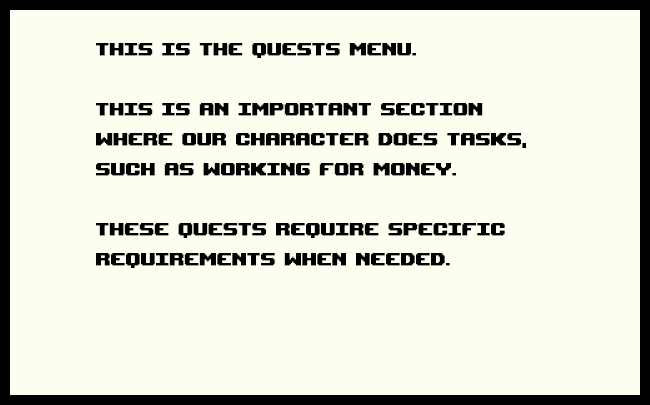 THIS IS THE QUESTS MENU.
THIS IS AN IMPORTANT SECTION
WHERE OUR CHARACTER DOES TASKS,
SUCH AS WORKING FOR MONEY.
THESE QUESTS REQUIRE SPECIFIC
REQUIREMENTS WHEN NEEDED.